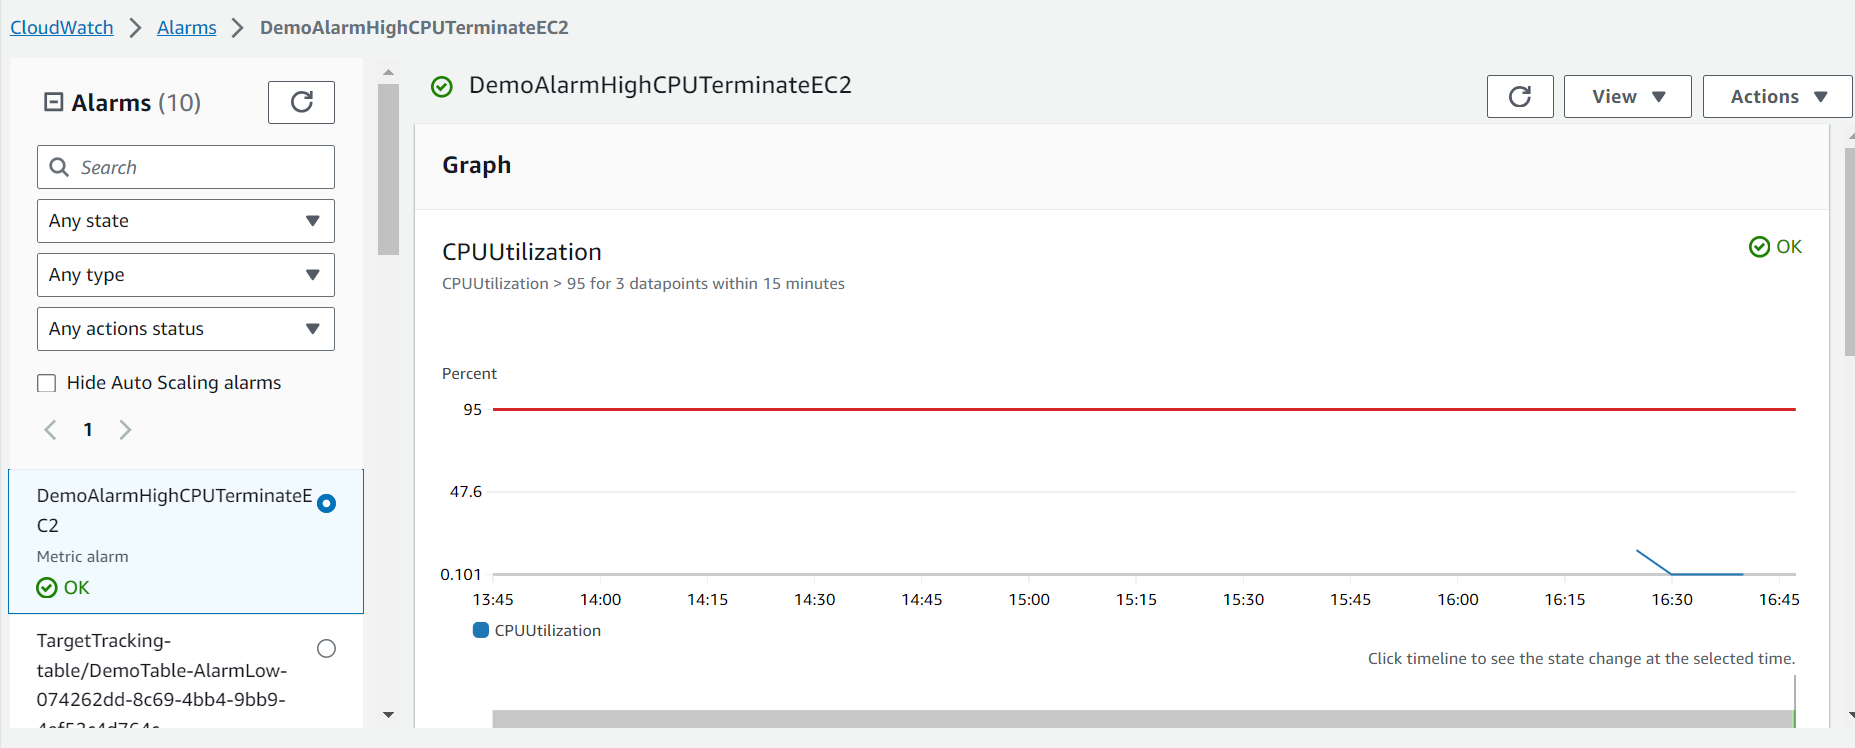 CloudWatch > Alarms > DemoAlarmHighCPUTerminateEC2
Alarms (10)
Search
Any state
Any type
Any actions status
Hide Auto Scaling alarms
1
DemoAlarmHighCPUTerminateE
C2
Metric alarm
OK
TargetTracking-
table/DemoTable-AlarmLow-
074262dd-8c69-4bb4-9bb9-
DemoAlarmHighCPUTerminateEC2
View
Actions
Graph
CPUUtilization
OK
CPUUtilization > 95 for 3 datapoints within 15 minutes
Percent
95
47.6
0.101
13:45 14:00 14:15 14:30 14:45 15:00 15:15 15:30 15:45 16:00 16:15 16:30 16:45
CPUUtilization
Click timeline to see the state change at the selected time.